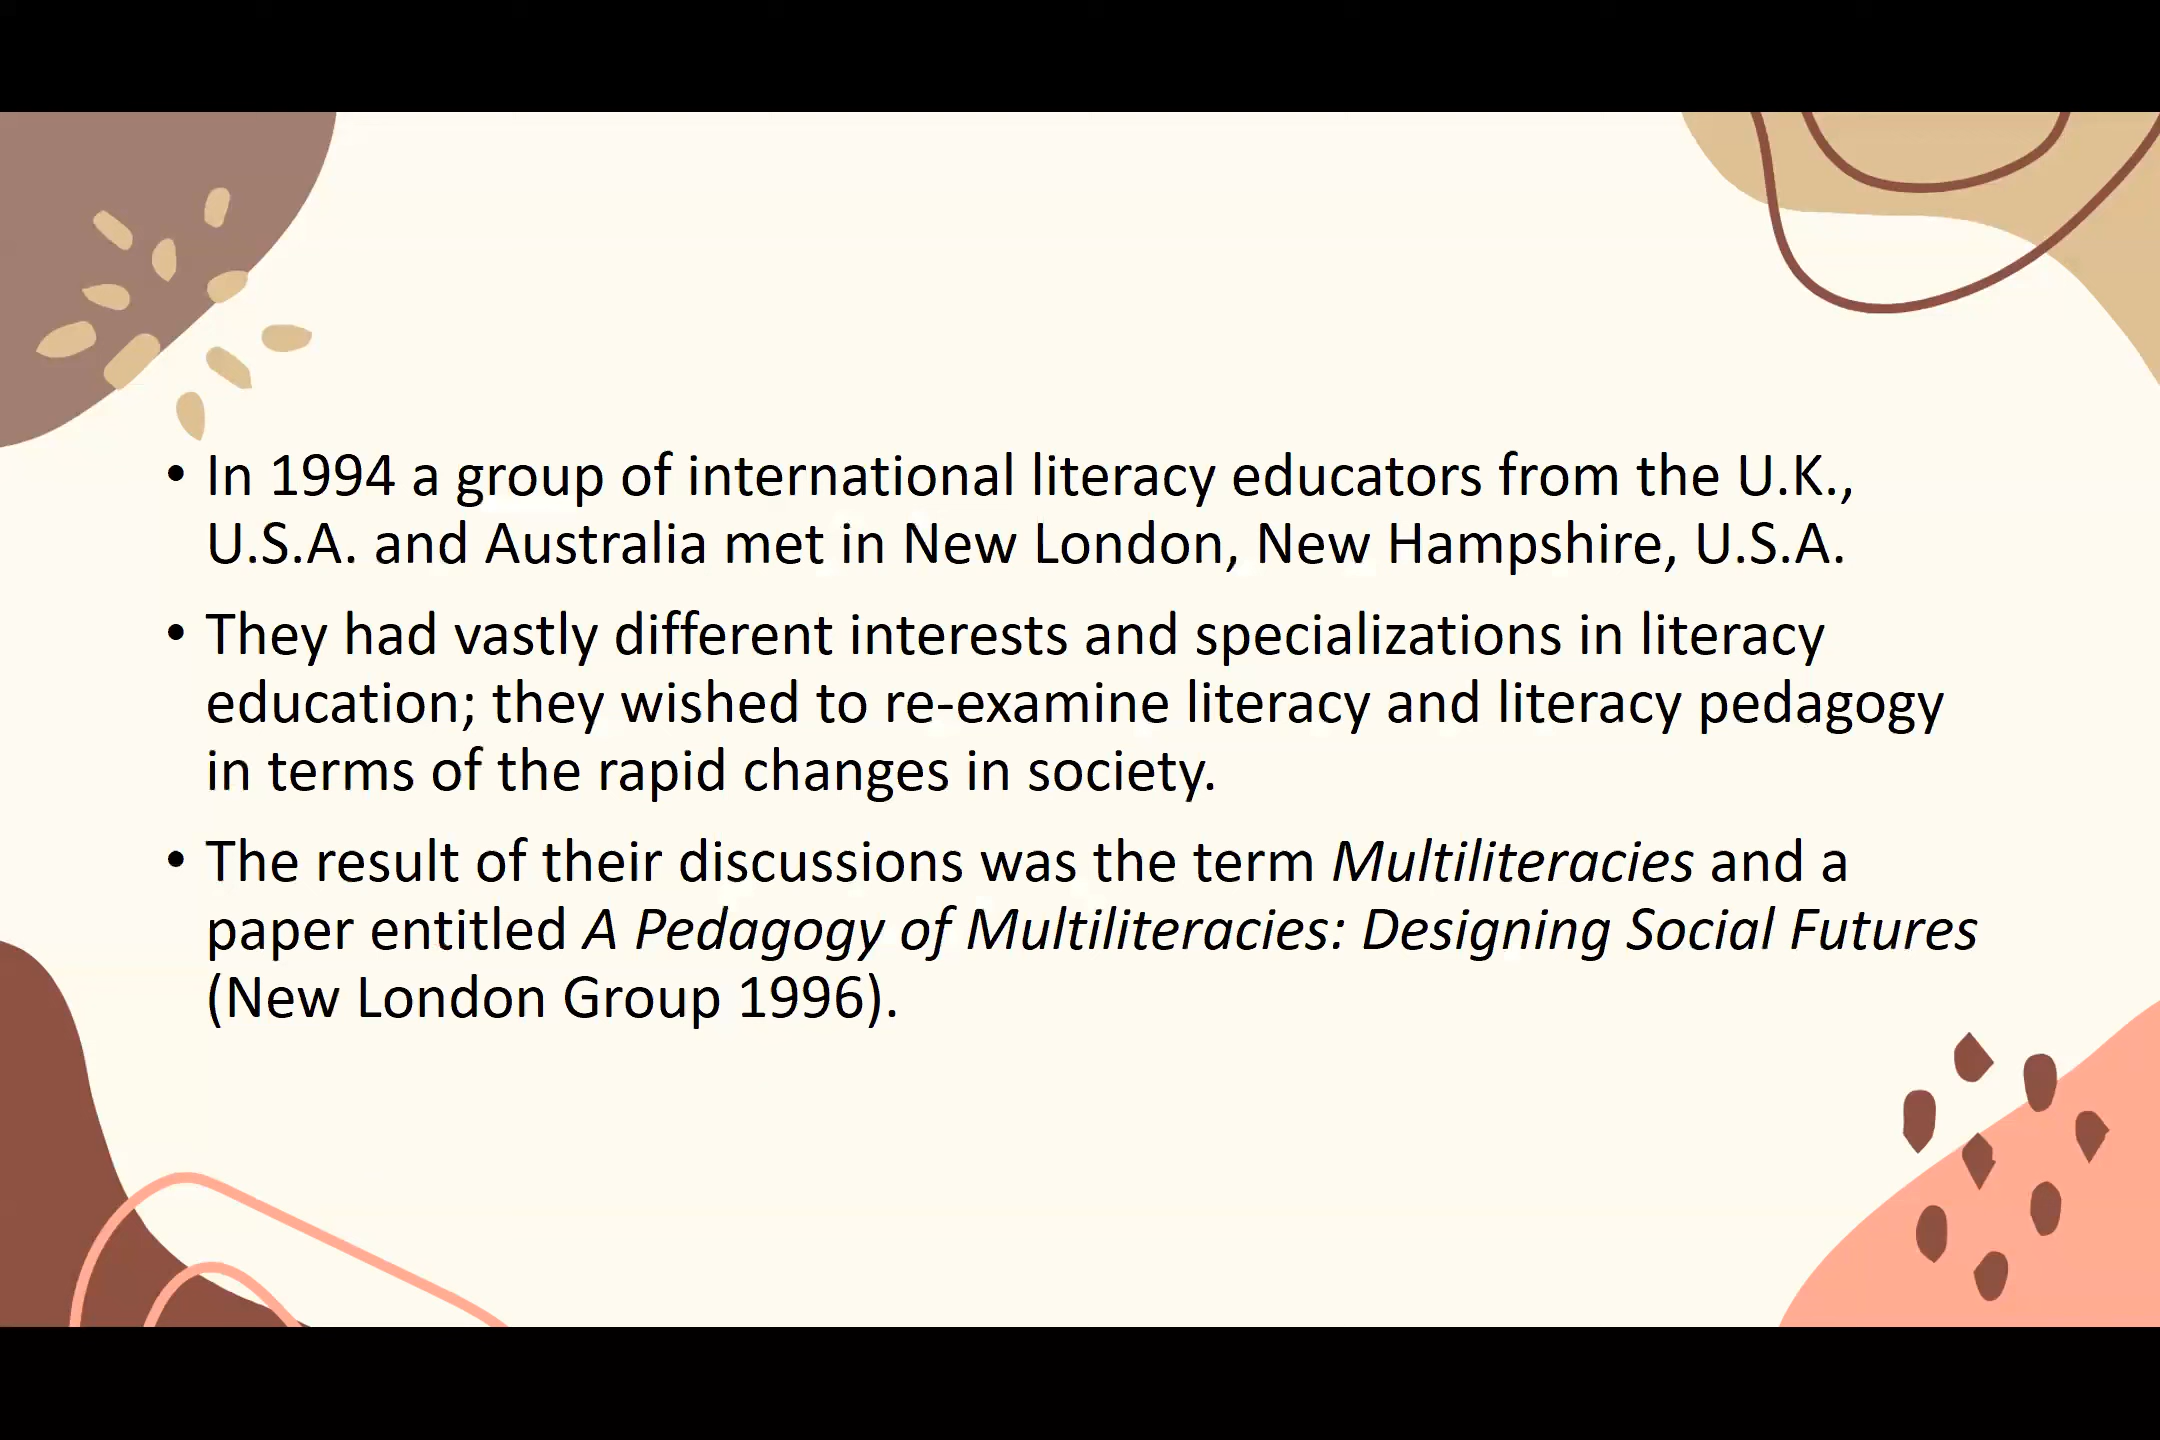 • In 1994 a group of international literacy educators from the U.K.,
U.S.A. and Australia met in New London, New Hampshire, U.S.A.
• They had vastly different interests and specializations in literacy
education; they wished to re-examine literacy and literacy pedagogy
in terms of the rapid changes in society.
• The result of their discussions was the term Multiliteracies and a
paper entitled A Pedagogy of Multiliteracies: Designing Social Futures
(New London Group 1996).